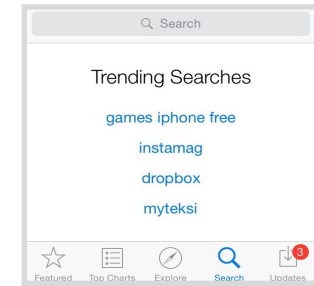 Search
Trending Searches
games iphone free
instamag
dropbox
myteksi
3
Featured Top Charts Explore Search Updates